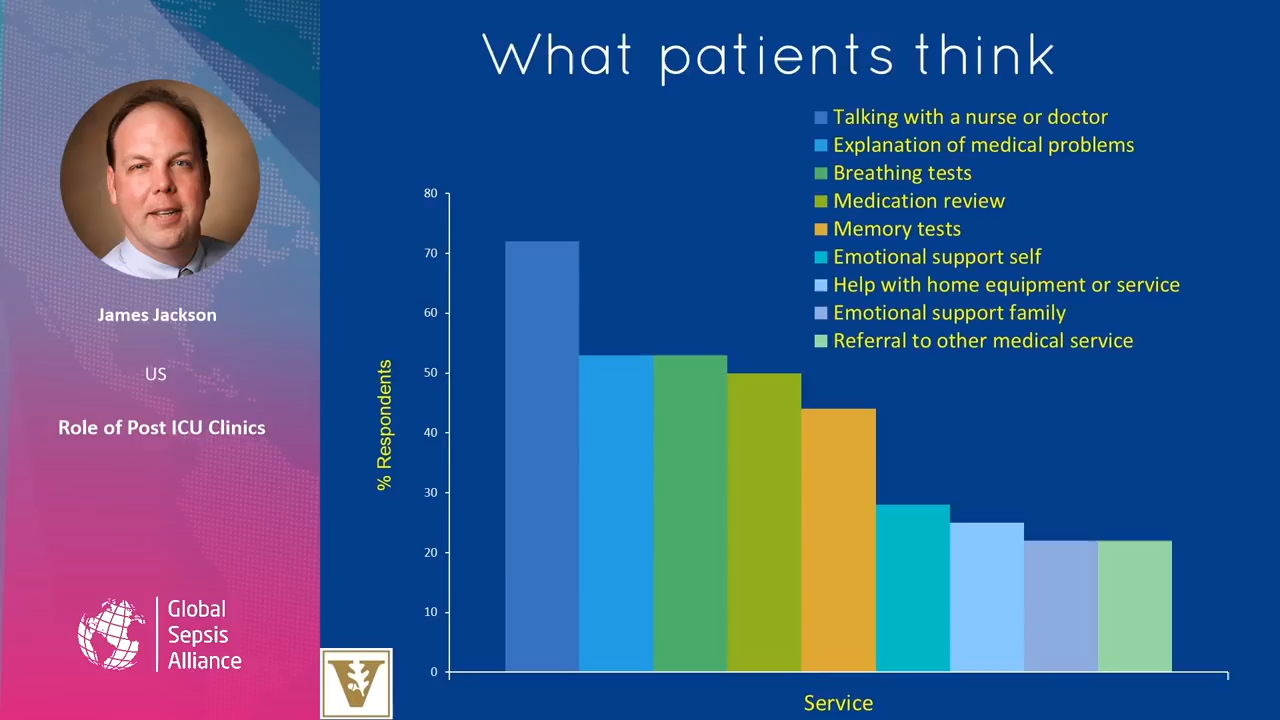 What patients think
James Jackson
US
Role of Post ICU Clinics
Global
Sepsis
Alliance
Talking with a nurse or doctor
Explanation of medical problems
Breathing tests
Medication review
Memory tests
Emotional support self
Help with home equipment or service
Emotional support family
Referral to other medical service
% Respondents
80
70
60
50
40
30
20
10
0
Service
V